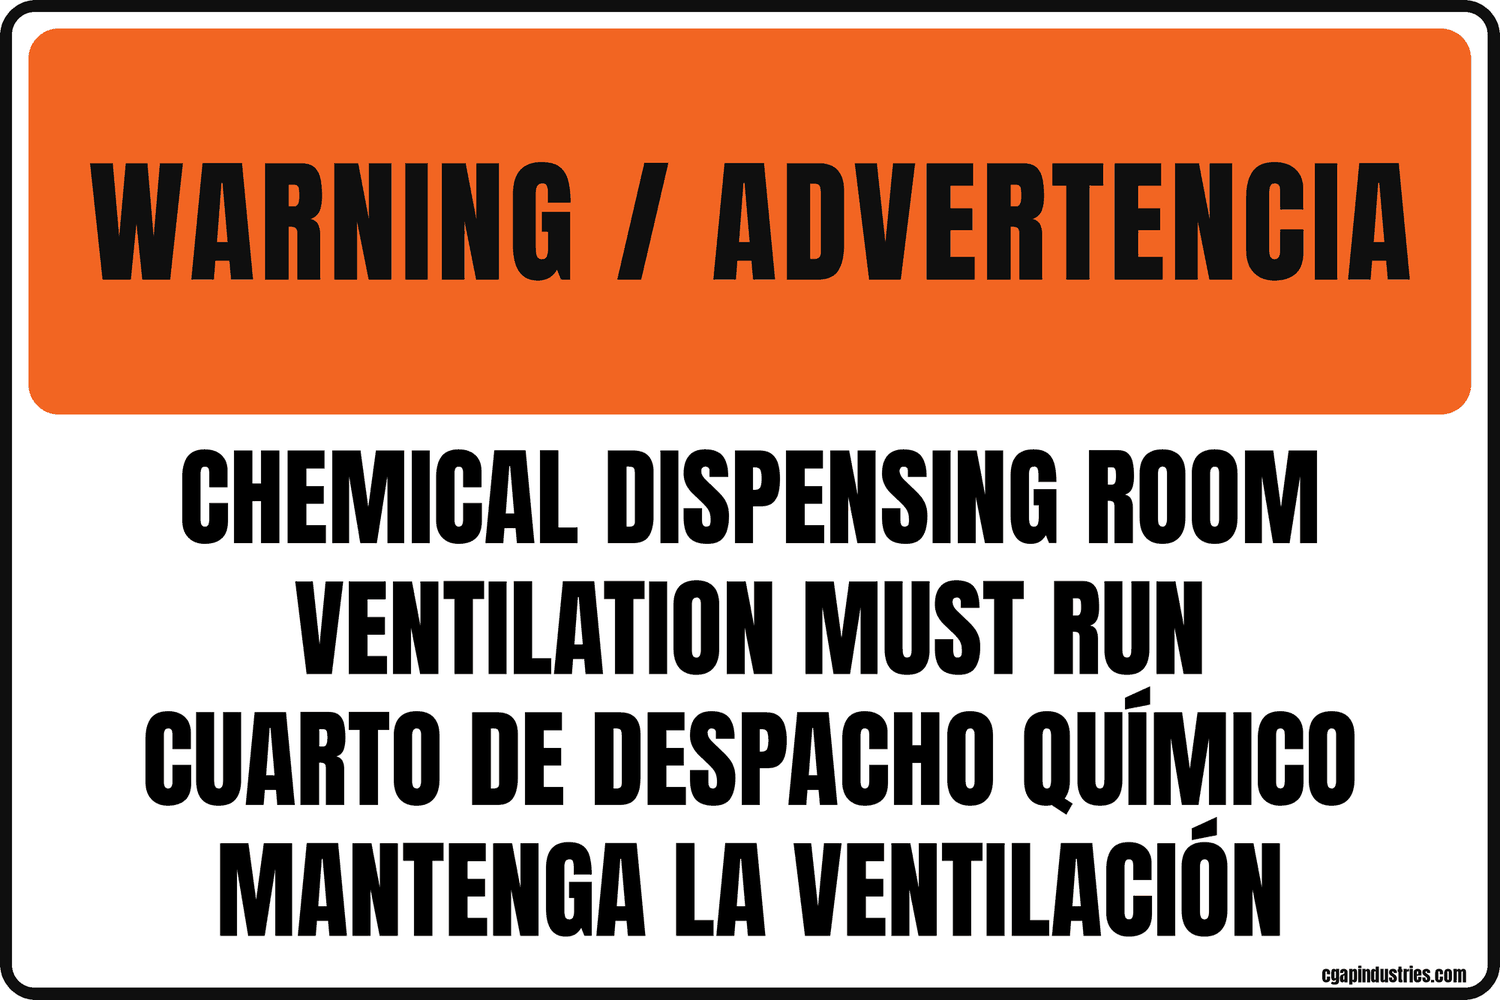 WARNING / ADVERTENCIA
CHEMICAL DISPENSING ROOM
VENTILATION MUST RUN
CUARTO DE DESPACHO QUÍMICO
MANTENGA LA VENTILACIÓN
cgapindustries.com